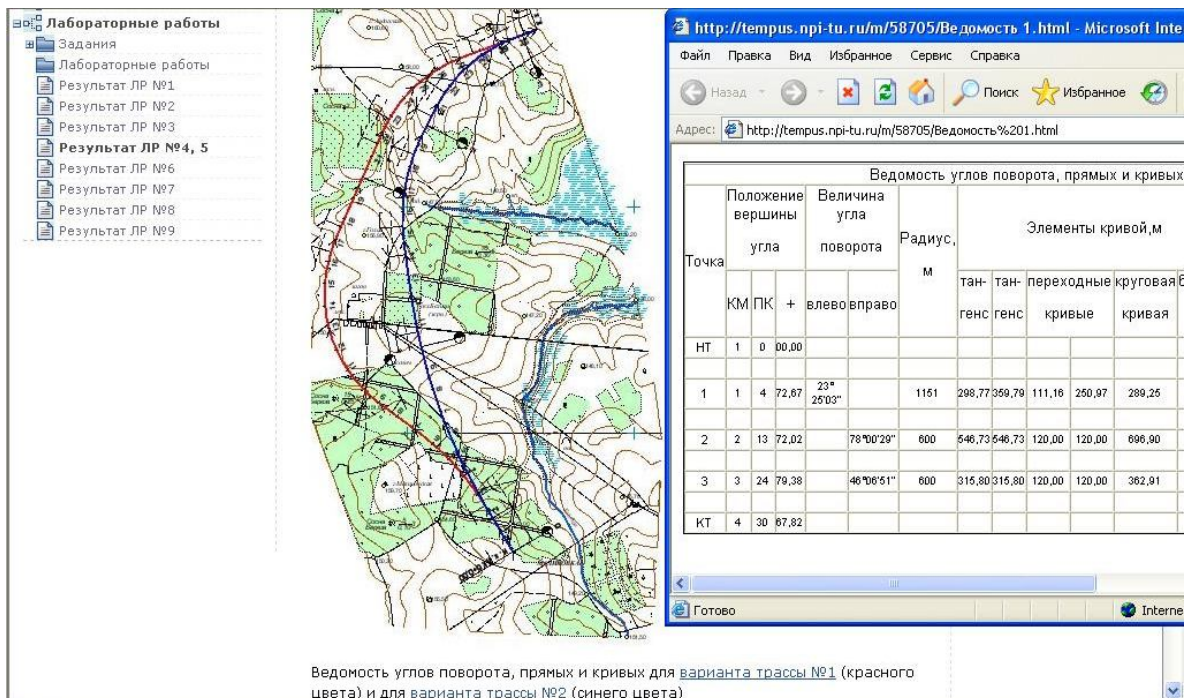 Лабораторные работы
Задания
Лабораторные работы
Результат ЛР №1
Результат ЛР №2
Результат ЛР №3
Результат ЛР №4, 5
Результат ЛР №6
Результат ЛР №7
Результат ЛР №8
Результат ЛР №9
http://tempus.npi-tu.ru/m/58705/Ведомость 1.html - Microsoft Inte
Файл Правка Вид Избранное Сервис Справка
Назад Поиск Избранное
Адрес: http://tempus.npi-tu.ru/m/58705/Ведомость%201.html
Ведомость углов поворота, прямых и кривых
Точка Положение вершины угла Величина угла поворота Радиус, м Элементы кривой,м
КМ ПК + влево вправо тан-генс тан-генс переходные кривые круговая кривая б
НТ 1 0 00,00
1 1 4 72,67 23° 25'03" 1151 298,77 359,79 111,16 250,97 289,25
2 2 13 72,02 78°00'29" 600 546,73 546,73 120,00 120,00 696,90
3 3 24 79,38 46°06'51" 600 315,80 315,80 120,00 120,00 362,91
КТ 4 30 67,82
Готово Interne
Ведомость углов поворота, прямых и кривых для варианта трассы №1 (красного
цвета) и для варианта трассы №2 (синего цвета)